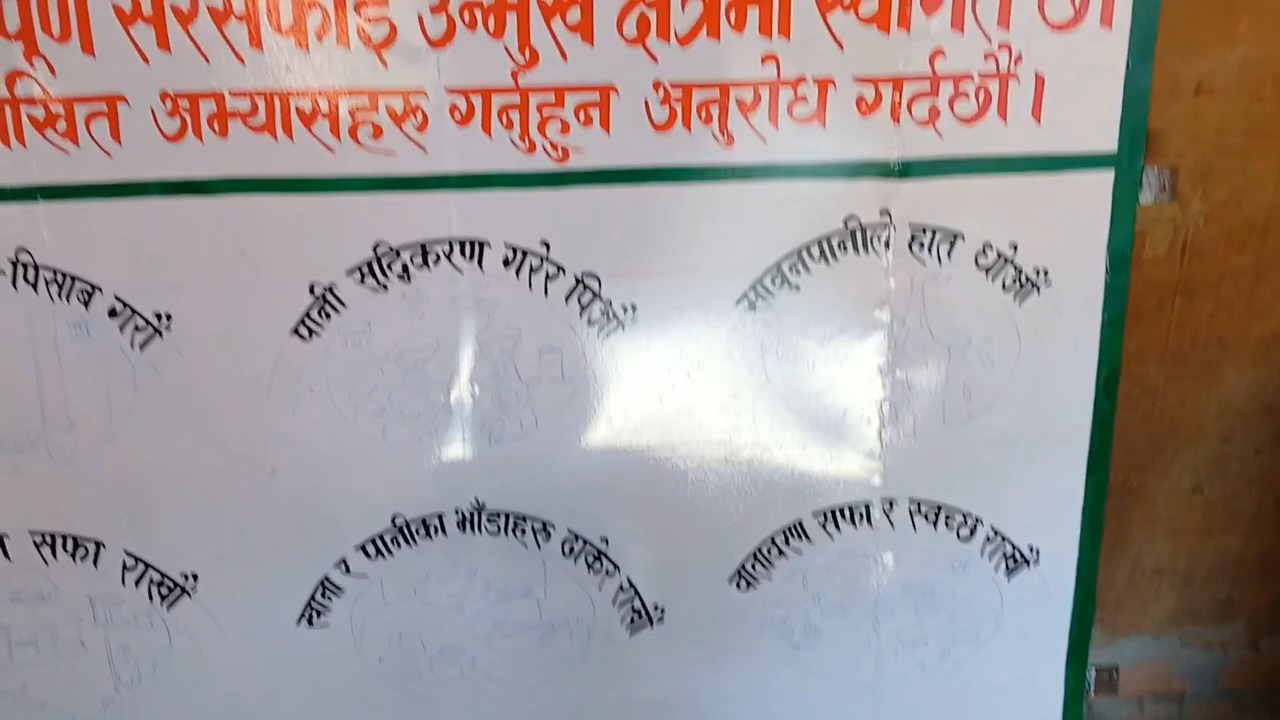 पूर्ण सरसफाई उन्मुख क्षेत्रमा स्वागत छ।
अभ्यासहरू गर्नुहुन अनुरोध गर्दछौं।
-पिसाब गरौं
पानी सुद्धिकरण गरेर पिऔं
साबुनपानीले हात धोऔं
सफा राखौं
खाना र पानीका भाँडाहरू ढाकेर राखौं
वातावरण सफा र स्वच्छ राखौं